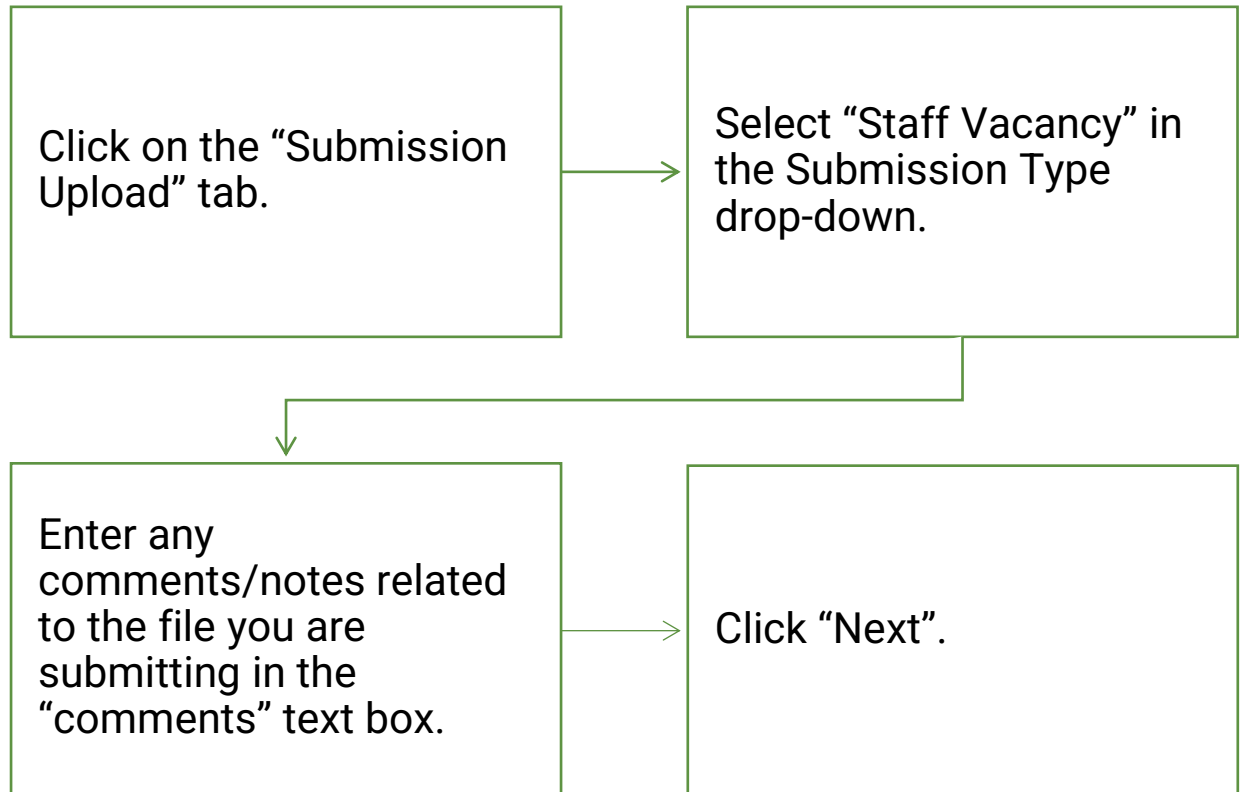 Click on the “Submission
Upload” tab.
Select “Staff Vacancy” in
the Submission Type
drop-down.
Enter any
comments/notes related
to the file you are
submitting in the
“comments” text box.
Click “Next”.